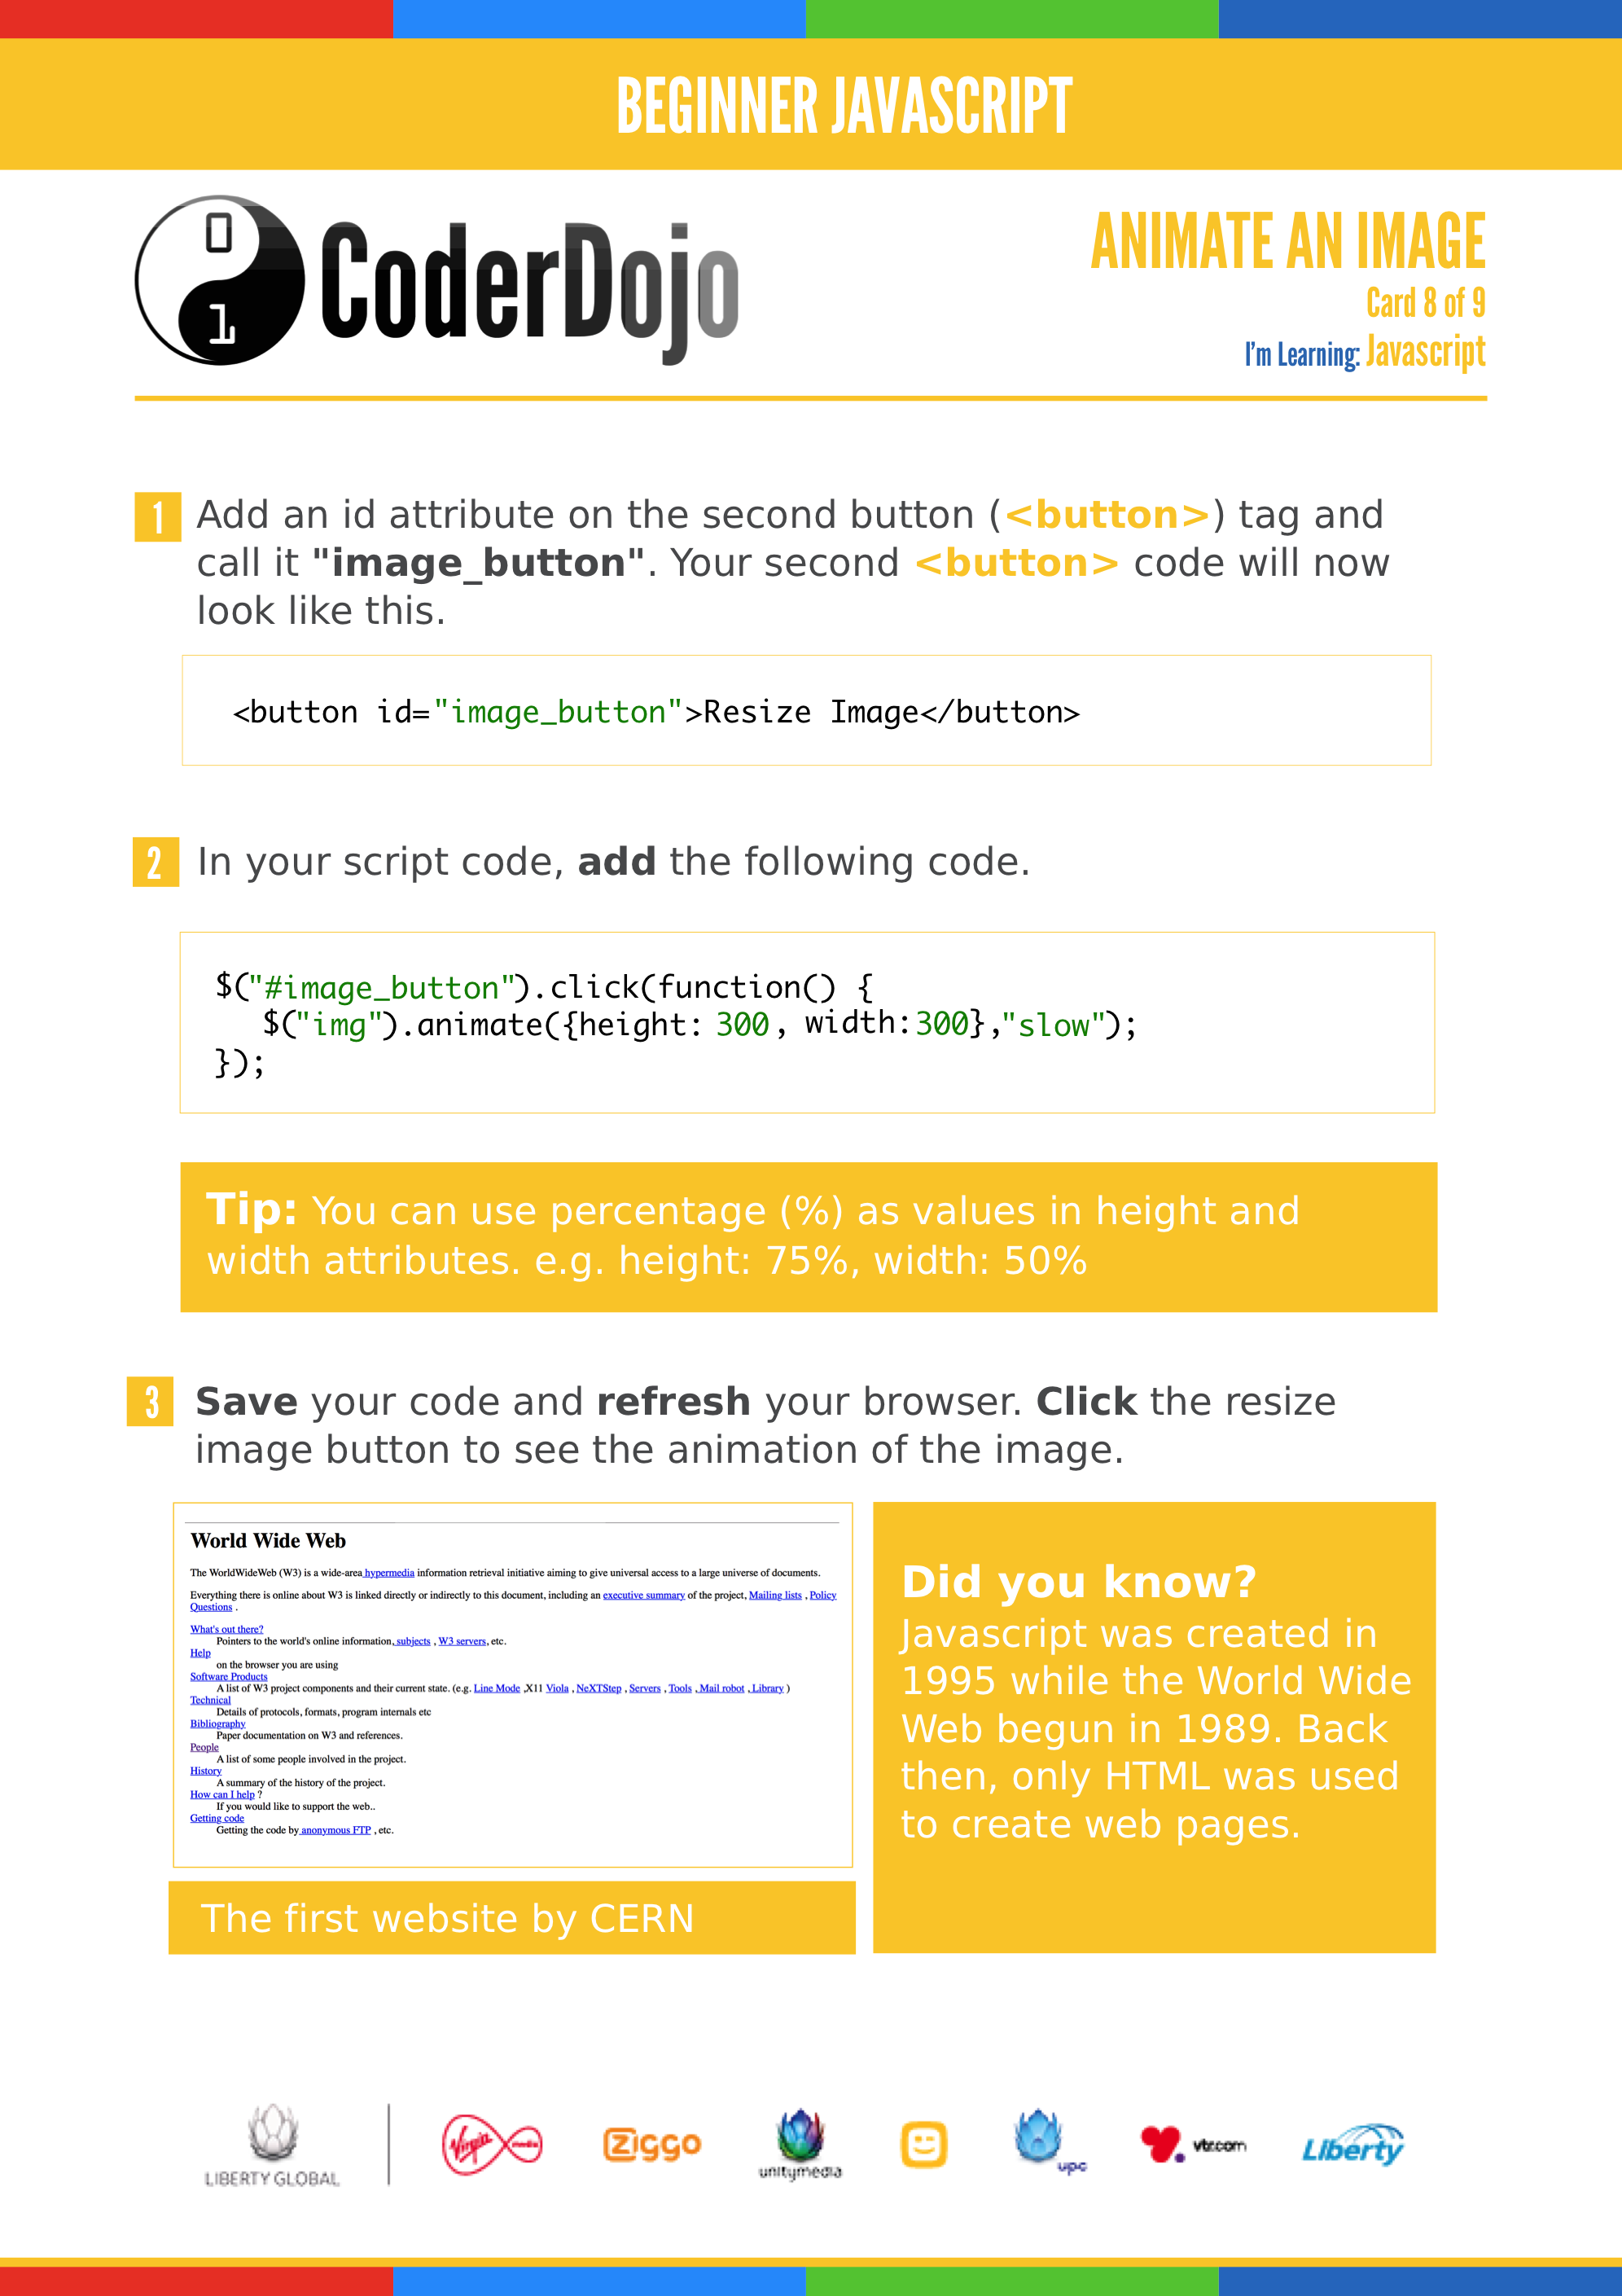 BEGINNER JAVASCRIPT
0
1
CoderDojo
ANIMATE AN IMAGE
Card 8 of 9
I'm Learning: Javascript
1
Add an id attribute on the second button (<button>) tag and
call it "image_button". Your second <button> code will now
look like this.
<button id="image_button">Resize Image</button>
2
In your script code, add the following code.
$("#image_button").click(function() {
$("img").animate({height: 300, width:300},"slow");
});
Tip: You can use percentage (%) as values in height and
width attributes. e.g. height: 75%, width: 50%
3
Save your code and refresh your browser. Click the resize
image button to see the animation of the image.
World Wide Web
The WorldWideWeb (W3) is a wide-area hypermedia information retrieval initiative aiming to give universal access to a large universe of documents.
Everything there is online about W3 is linked directly or indirectly to this document, including an executive summary of the project, Mailing lists , Policy
Questions .
What's out there?
Pointers to the world's online information, subjects , W3 servers, etc.
Help
on the browser you are using
Software Products
A list of W3 project components and their current state. (e.g. Line Mode ,X11 Viola , NeXTStep , Servers , Tools , Mail robot , Library )
Technical
Details of protocols, formats, program internals etc
Bibliography
Paper documentation on W3 and references.
People
A list of some people involved in the project.
History
A summary of the history of the project.
How can I help ?
If you would like to support the web..
Getting code
Getting the code by anonymous FTP , etc.
The first website by CERN
Did you know?
Javascript was created in
1995 while the World Wide
Web begun in 1989. Back
then, only HTML was used
to create web pages.
LIBERTY GLOBAL
Virgin media
Ziggo
unitymedia
upc
vtr.com
Liberty